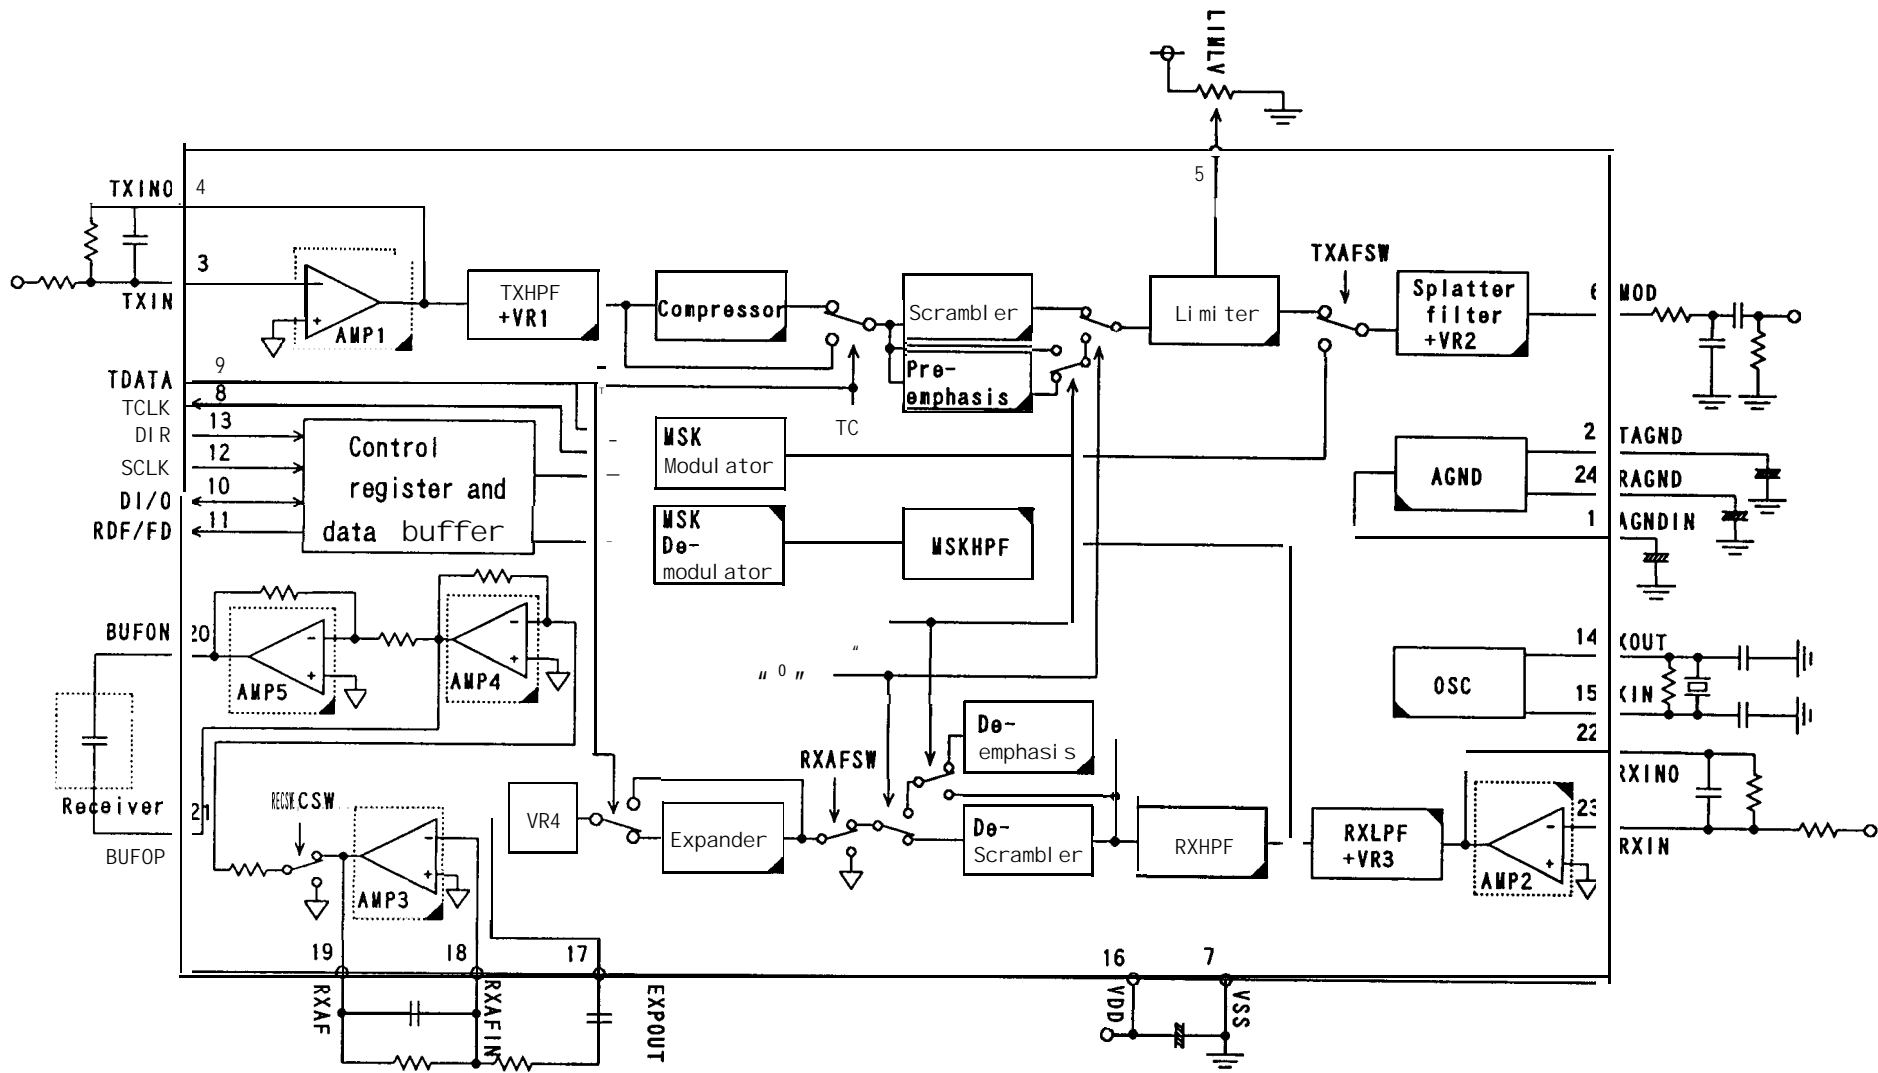 LIMLV
5
TXINO
4
3
TXIN
AMP1
TXHPF
+VR1
Compressor
Scrambler
Pre-
emphasis
Limiter
TXAFSW
Splatter
filter
+VR2
MOD
TC
TDATA
9
TCLK
8
DIR
13
SCLK
12
DI/O
10
RDF/FD
11
Control
register and
data buffer
MSK
Modulator
MSK
De-
modulator
MSKHPF
AGND
2
TAGND
24
RAGND
1
AGNDIN
BUFON
20
AMP5
AMP4
" 0 "
OSC
14
XOUT
15
XIN
22
RXINO
23
RXIN
Receiver
21
BUFOP
CSW
AMP3
VR4
Expander
RXAFSW
De-
emphasis
De-
Scrambler
RXHPF
RXLPF
+VR3
AMP2
19
18
17
16
7
RXAF
RXAFIN
EXPOUT
VDD
VSS